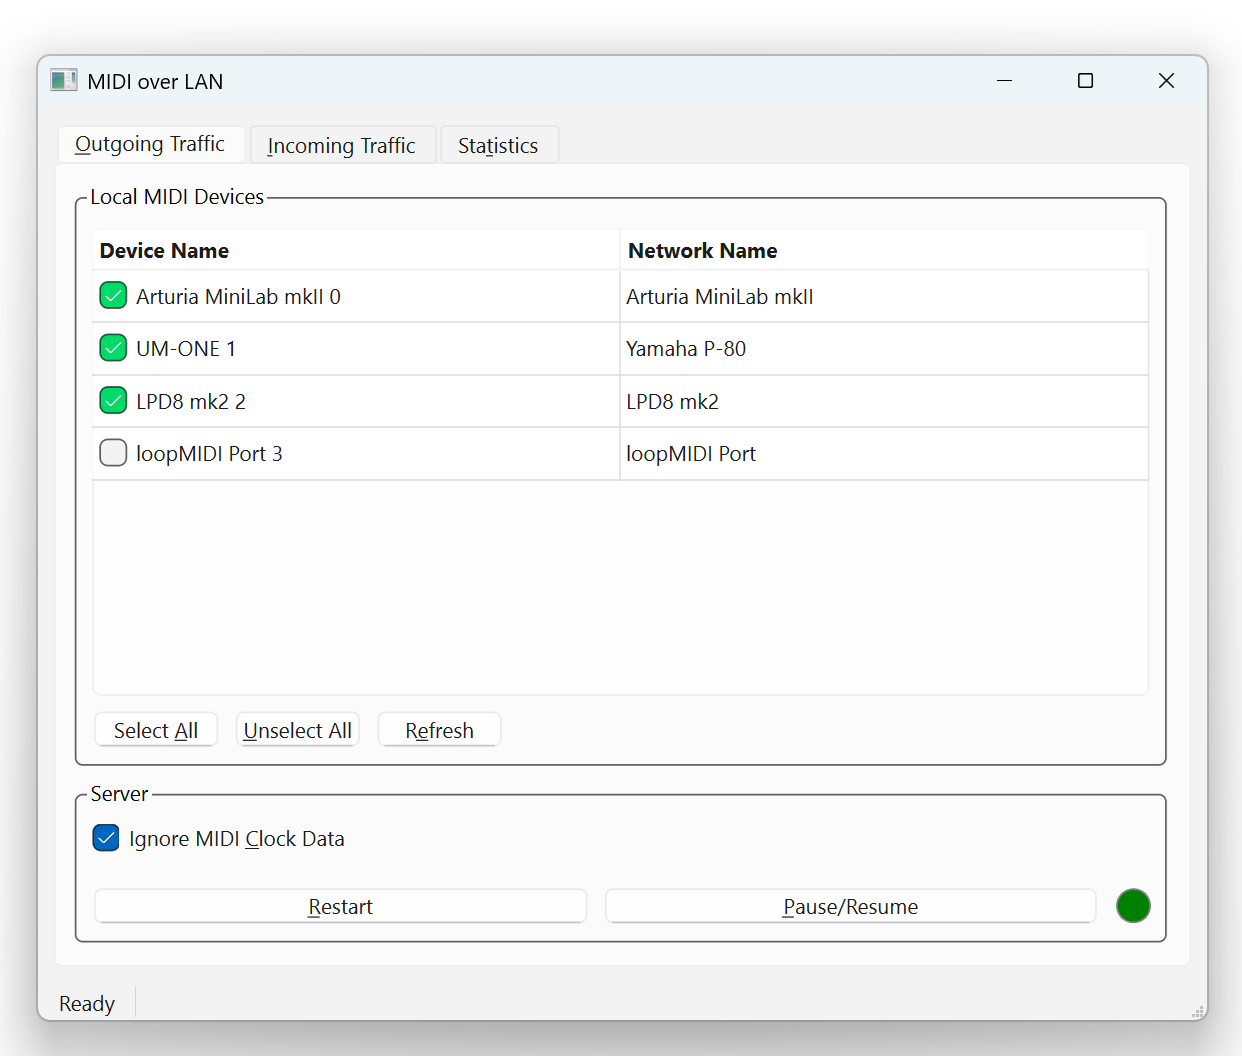 MIDI over LAN
Outgoing Traffic Incoming Traffic Statistics
Local MIDI Devices
Device Name Network Name
Arturia MiniLab mkII 0 Arturia MiniLab mkII
UM-ONE 1 Yamaha P-80
LPD8 mk2 2 LPD8 mk2
loopMIDI Port 3 loopMIDI Port
Select All Unselect All Refresh
Server
Ignore MIDI Clock Data
Restart Pause/Resume
Ready